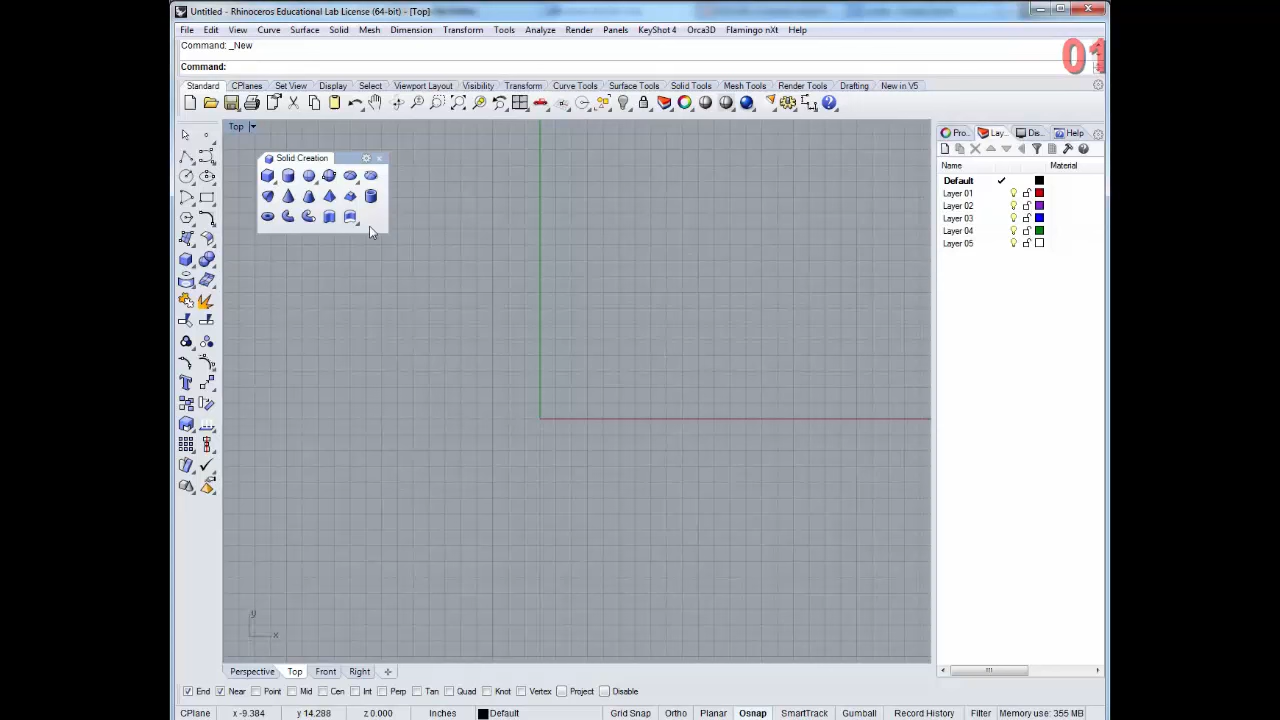 Untitled - Rhinoceros Educational Lab License (64-bit) - [Top]
File Edit View Curve Surface Solid Mesh Dimension Transform Tools Analyze Render Panels KeyShot 4 Orca3D Flamingo nXt Help
Command: _New
01
Command:
Standard CPlanes Set View Display Select Viewport Layout Visibility Transform Curve Tools Surface Tools Solid Tools Mesh Tools Render Tools Drafting New in V5
Top
Pro... Lay... Dis... Help
Solid Creation
Name Material
Default
Layer 01
Layer 02
Layer 03
Layer 04
Layer 05
y
x
Perspective Top Front Right
End Near Point Mid Cen Int Perp Tan Quad Knot Vertex Project Disable
CPlane x -9.384 y 14.288 z 0.000 Inches Default Grid Snap Ortho Planar Osnap SmartTrack Gumball Record History Filter Memory use: 355 MB